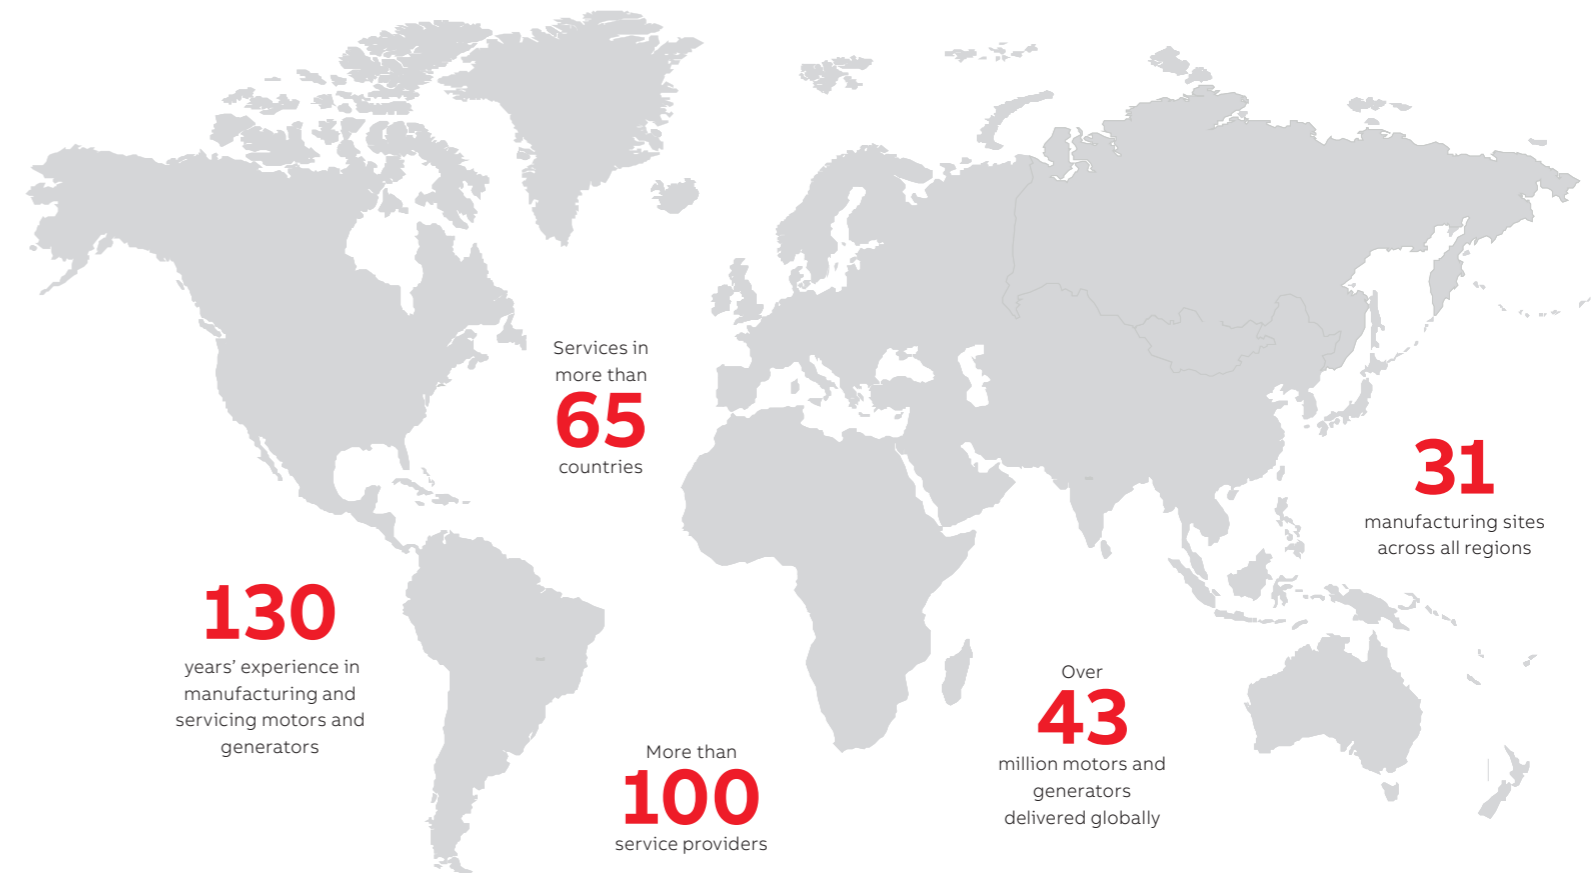 Services in
more than
65
countries
31
manufacturing sites
across all regions
130
years’ experience in
manufacturing and
servicing motors and
generators
More than
100
service providers
Over
43
million motors and
generators
delivered globally